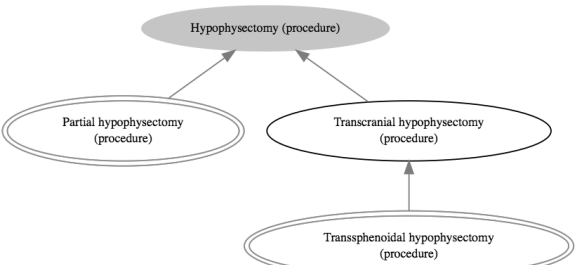 Hypophysectomy (procedure)
Partial hypophysectomy
(procedure)
Transcranial hypophysectomy
(procedure)
Transsphenoidal hypophysectomy
(procedure)